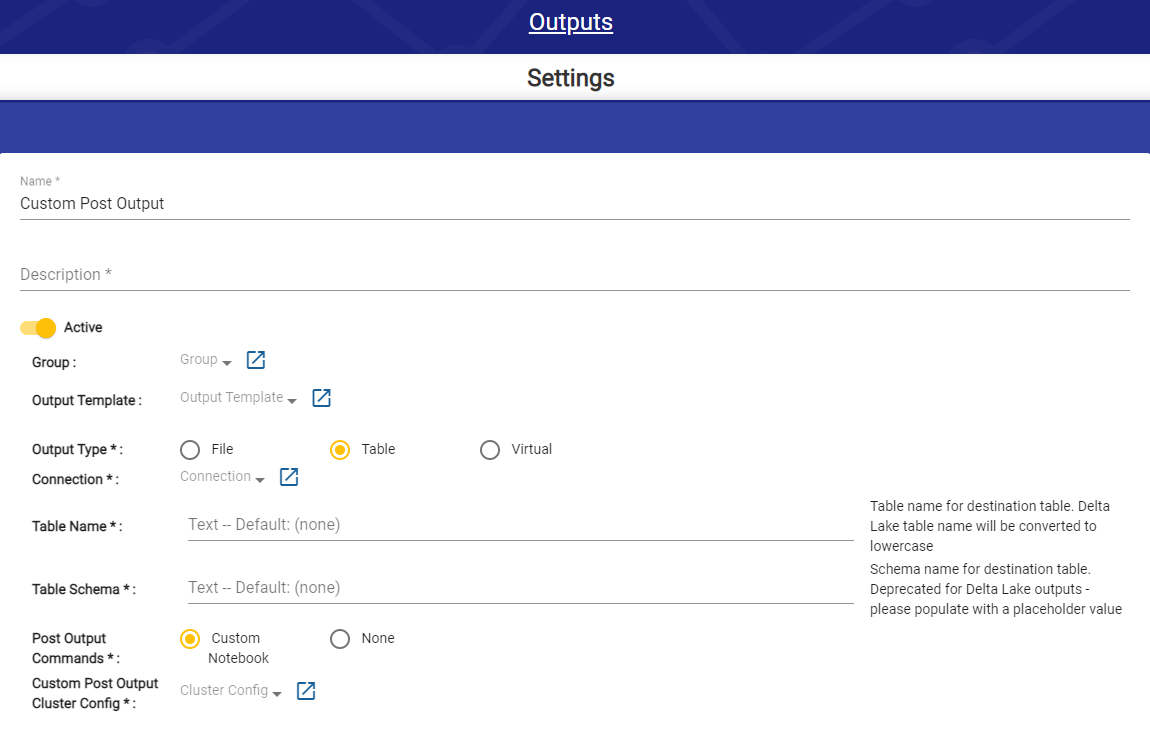 Outputs
Settings
Name *
Custom Post Output
Description *
Active
Group :
Group
Output Template :
Output Template
Output Type * :
File
Table
Virtual
Connection * :
Connection
Table Name * :
Text -- Default: (none)
Table name for destination table. Delta
Lake table name will be converted to
lowercase
Table Schema * :
Text -- Default: (none)
Schema name for destination table.
Deprecated for Delta Lake outputs -
please populate with a placeholder value
Post Output
Commands * :
Custom
Notebook
None
Custom Post Output
Cluster Config * :
Cluster Config